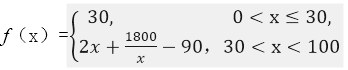 f（x）={ 30,    0 < x ≤ 30,
2x + 1800/x − 90，30 < x < 100